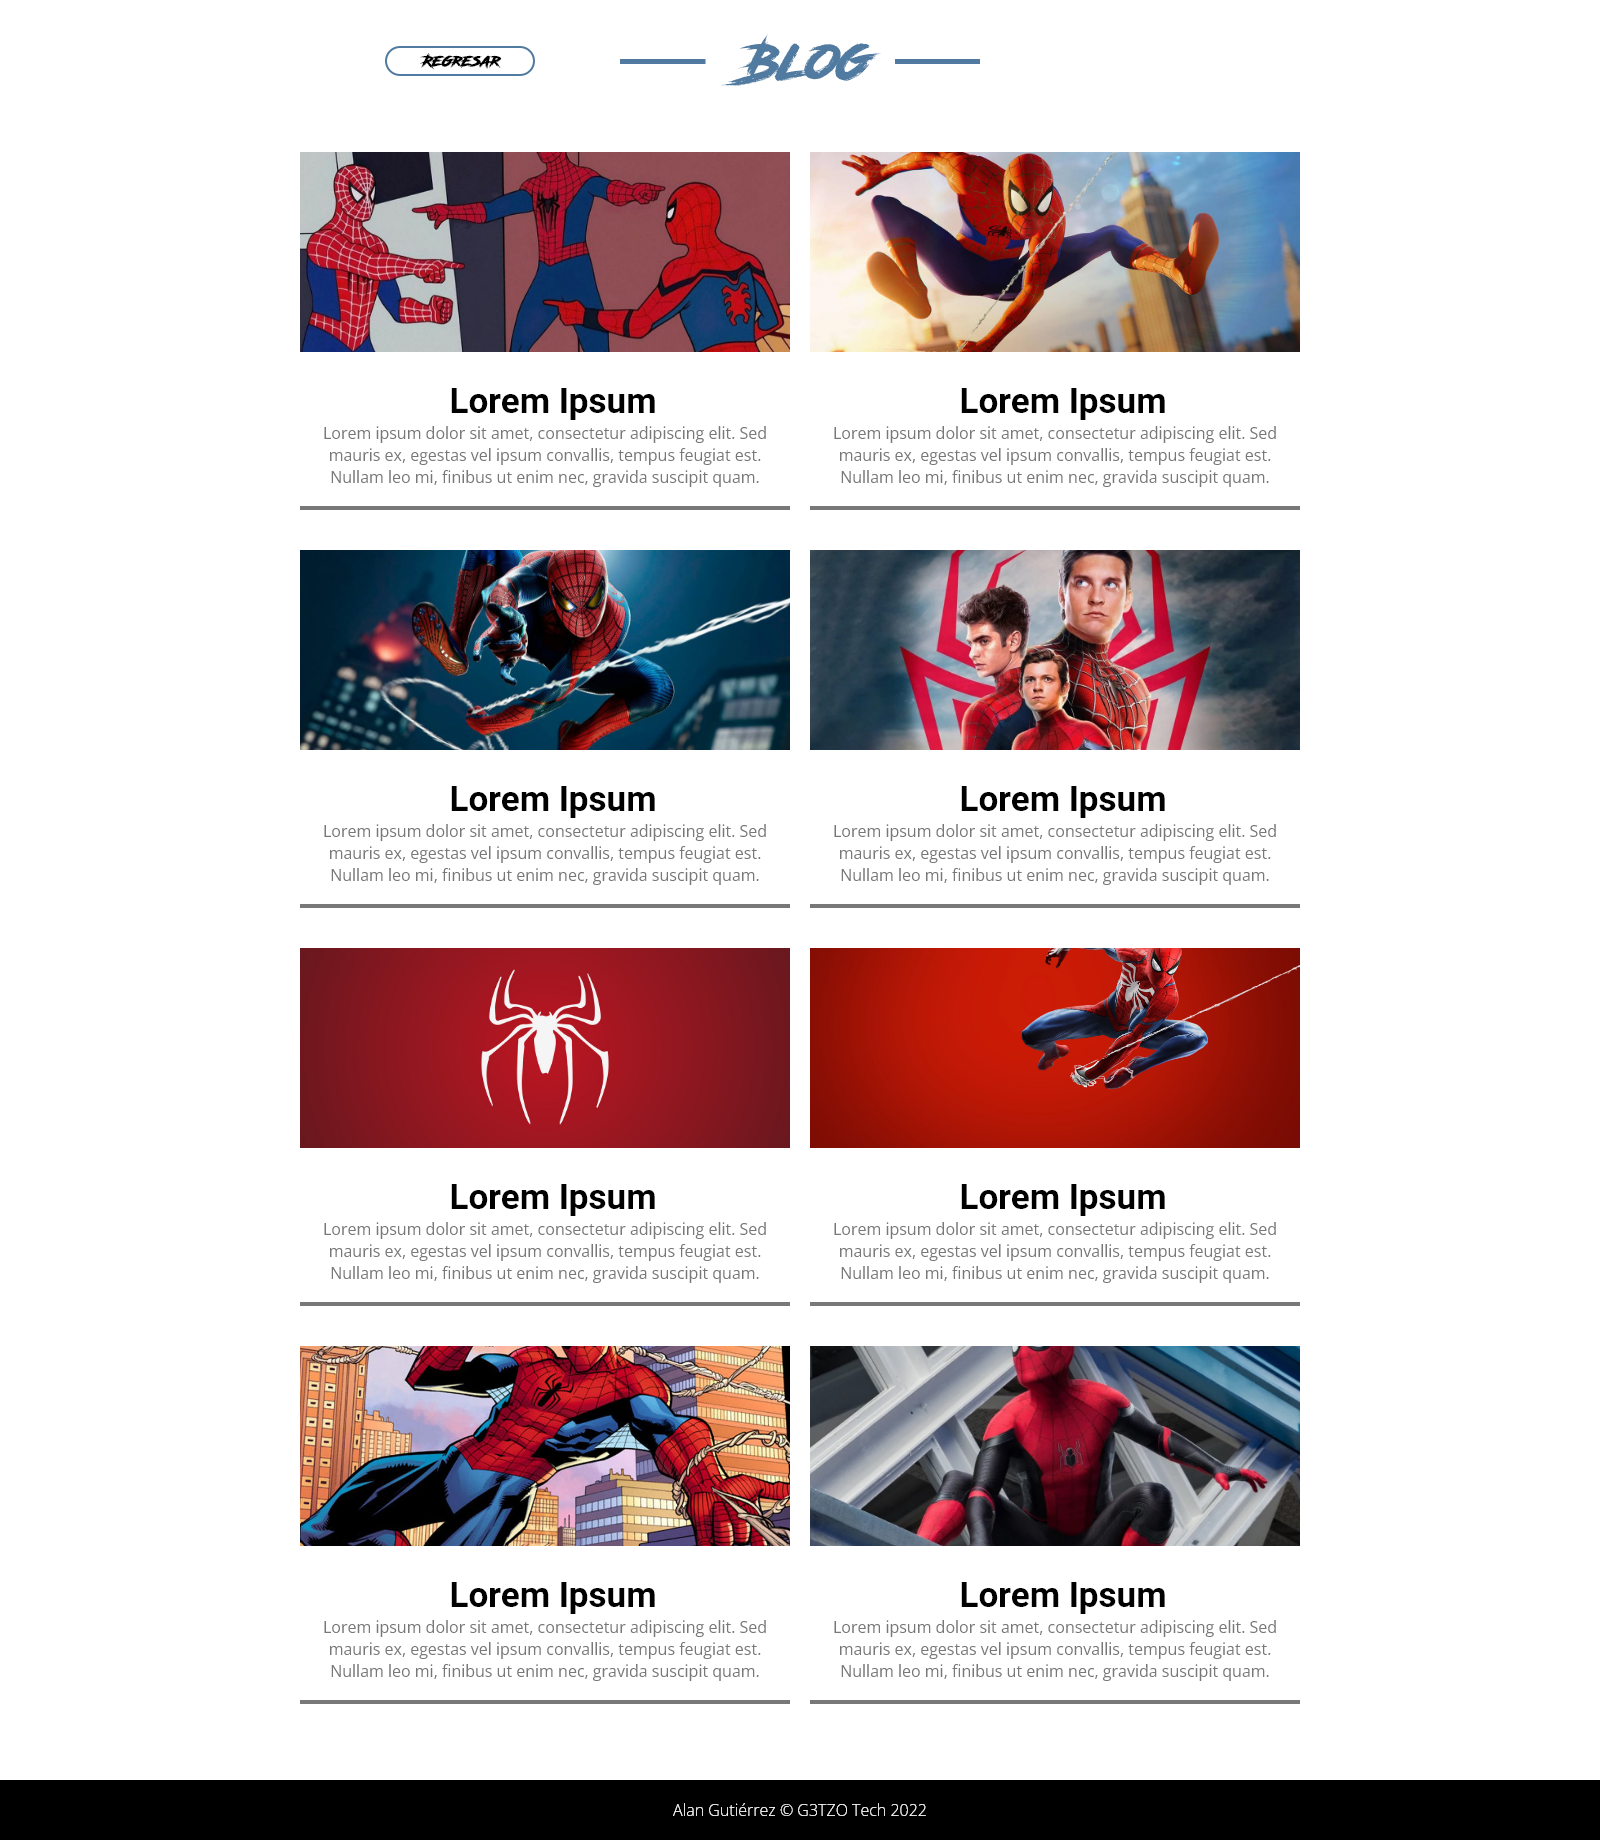 REGRESAR
BLOG
Lorem Ipsum
Lorem ipsum dolor sit amet, consectetur adipiscing elit. Sed
mauris ex, egestas vel ipsum convallis, tempus feugiat est.
Nullam leo mi, finibus ut enim nec, gravida suscipit quam.
Lorem Ipsum
Lorem ipsum dolor sit amet, consectetur adipiscing elit. Sed
mauris ex, egestas vel ipsum convallis, tempus feugiat est.
Nullam leo mi, finibus ut enim nec, gravida suscipit quam.
Lorem Ipsum
Lorem ipsum dolor sit amet, consectetur adipiscing elit. Sed
mauris ex, egestas vel ipsum convallis, tempus feugiat est.
Nullam leo mi, finibus ut enim nec, gravida suscipit quam.
Lorem Ipsum
Lorem ipsum dolor sit amet, consectetur adipiscing elit. Sed
mauris ex, egestas vel ipsum convallis, tempus feugiat est.
Nullam leo mi, finibus ut enim nec, gravida suscipit quam.
Lorem Ipsum
Lorem ipsum dolor sit amet, consectetur adipiscing elit. Sed
mauris ex, egestas vel ipsum convallis, tempus feugiat est.
Nullam leo mi, finibus ut enim nec, gravida suscipit quam.
Lorem Ipsum
Lorem ipsum dolor sit amet, consectetur adipiscing elit. Sed
mauris ex, egestas vel ipsum convallis, tempus feugiat est.
Nullam leo mi, finibus ut enim nec, gravida suscipit quam.
Lorem Ipsum
Lorem ipsum dolor sit amet, consectetur adipiscing elit. Sed
mauris ex, egestas vel ipsum convallis, tempus feugiat est.
Nullam leo mi, finibus ut enim nec, gravida suscipit quam.
Lorem Ipsum
Lorem ipsum dolor sit amet, consectetur adipiscing elit. Sed
mauris ex, egestas vel ipsum convallis, tempus feugiat est.
Nullam leo mi, finibus ut enim nec, gravida suscipit quam.
Alan Gutiérrez © G3TZO Tech 2022